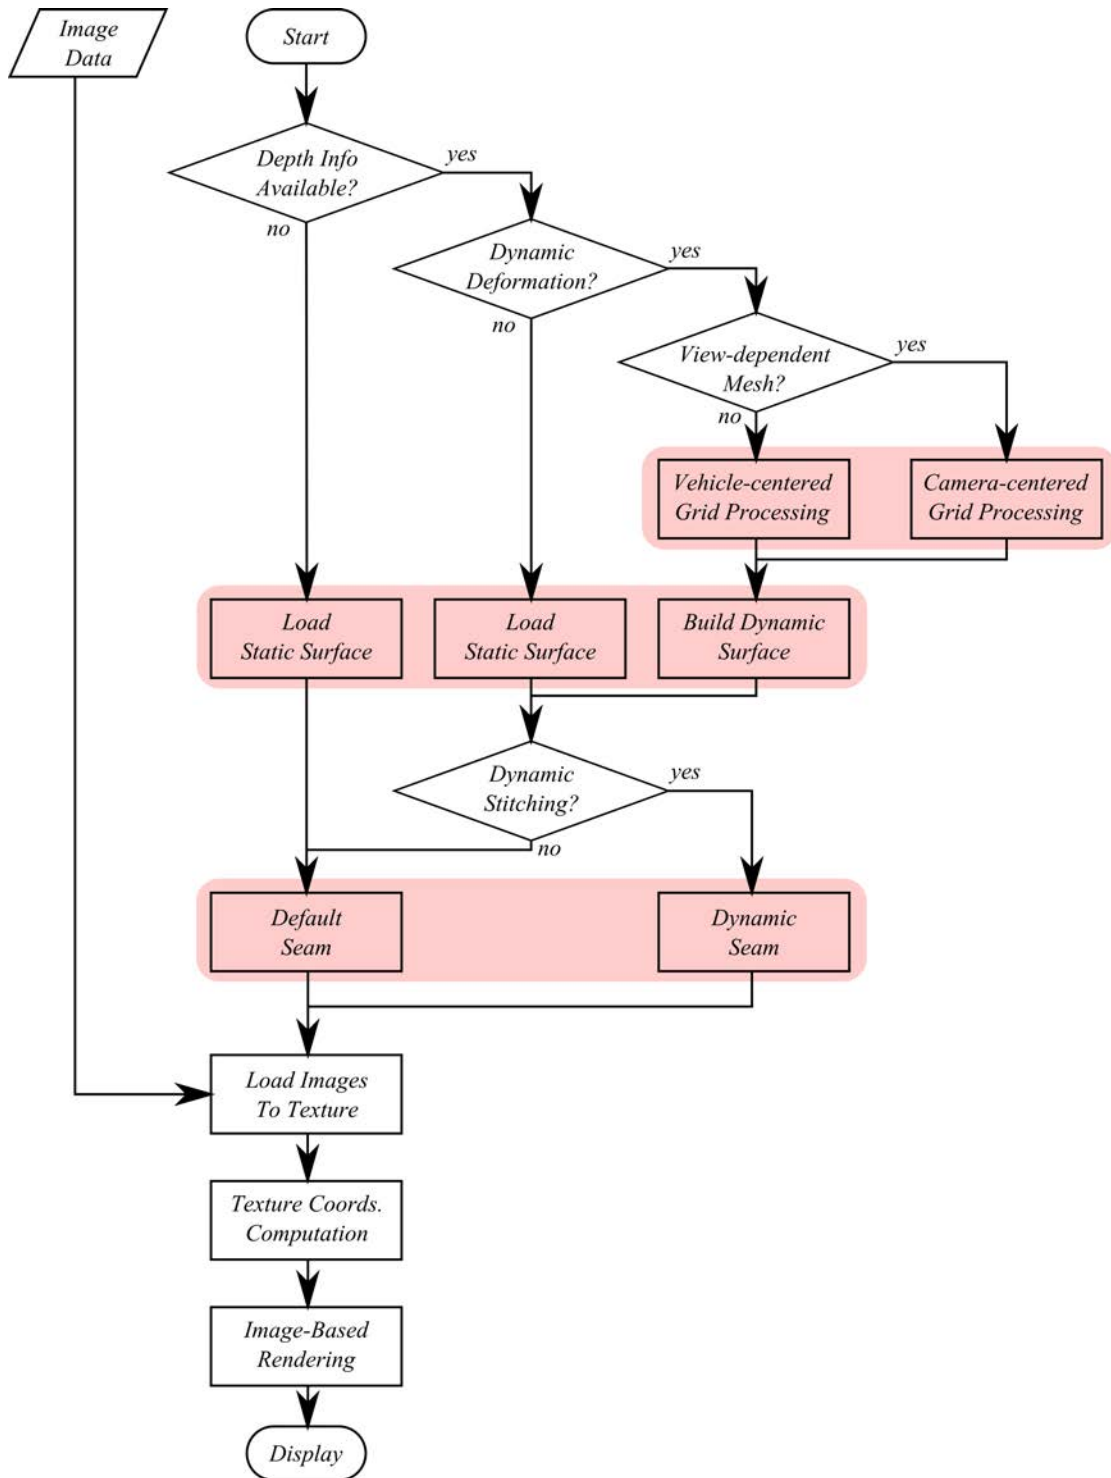 Image
Data
Start
Depth Info
Available?
yes
no
Dynamic
Deformation?
yes
no
View-dependent
Mesh?
yes
no
Vehicle-centered
Grid Processing
Camera-centered
Grid Processing
Load
Static Surface
Load
Static Surface
Build Dynamic
Surface
Dynamic
Stitching?
yes
no
Default
Seam
Dynamic
Seam
Load Images
To Texture
Texture Coords.
Computation
Image-Based
Rendering
Display